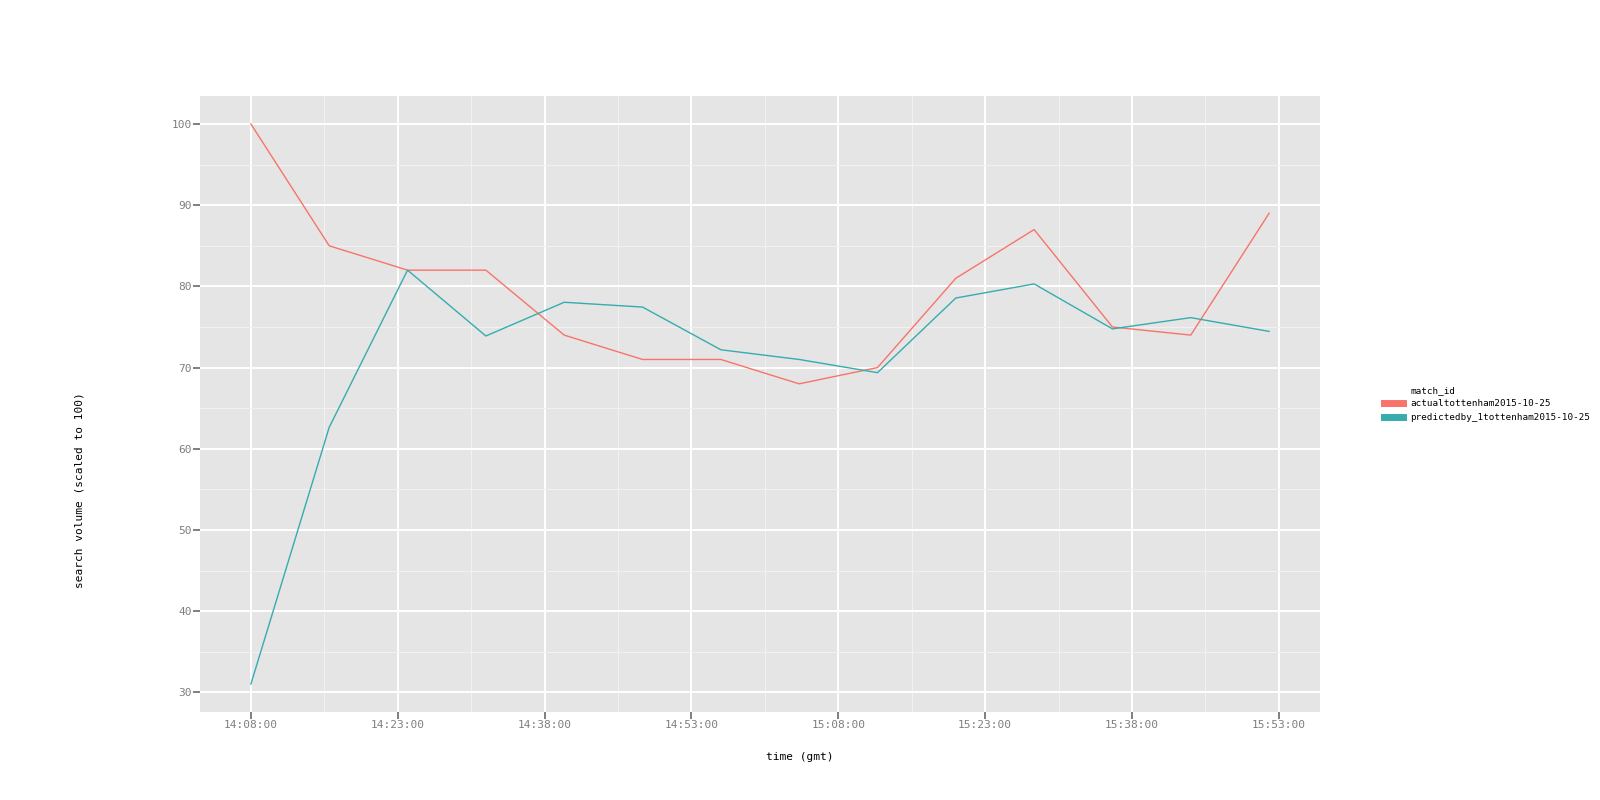 100
90
80
70
60
50
40
30
search volume (scaled to 100)
14:08:00 14:23:00 14:38:00 14:53:00 15:08:00 15:23:00 15:38:00 15:53:00
time (gmt)
match_id
actualtottenham2015-10-25
predictedby_1tottenham2015-10-25